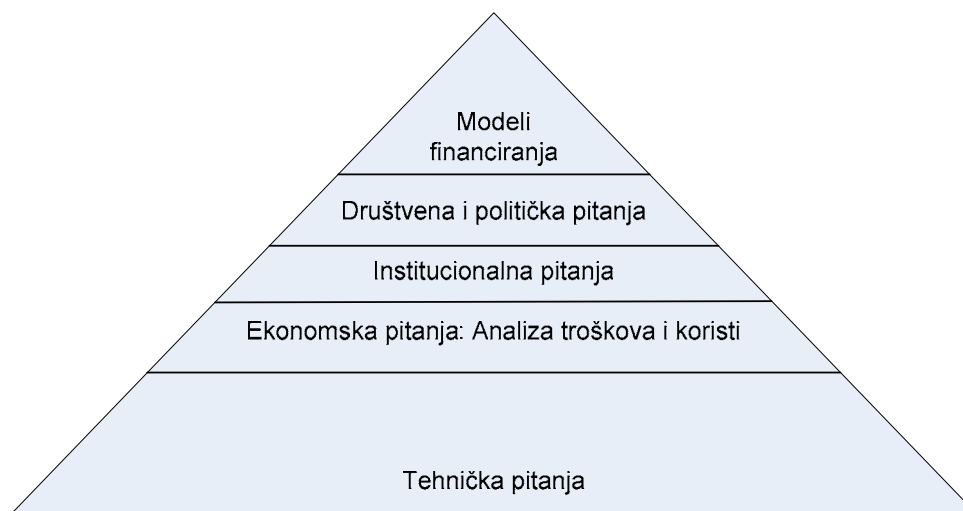 Modeli
financiranja
Društvena i politička pitanja
Institucionalna pitanja
Ekonomska pitanja: Analiza troškova i koristi
Tehnička pitanja